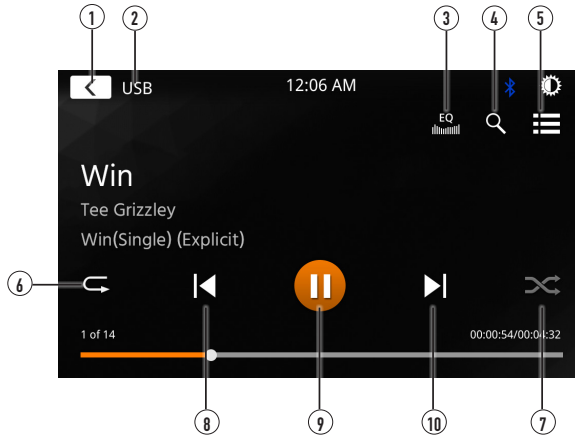 1 2 3 4 5
USB 12:06 AM
EQ
Win
Tee Grizzley
Win(Single) (Explicit)
6
1 of 14 00:00:54/00:04:32
8 9 10 7